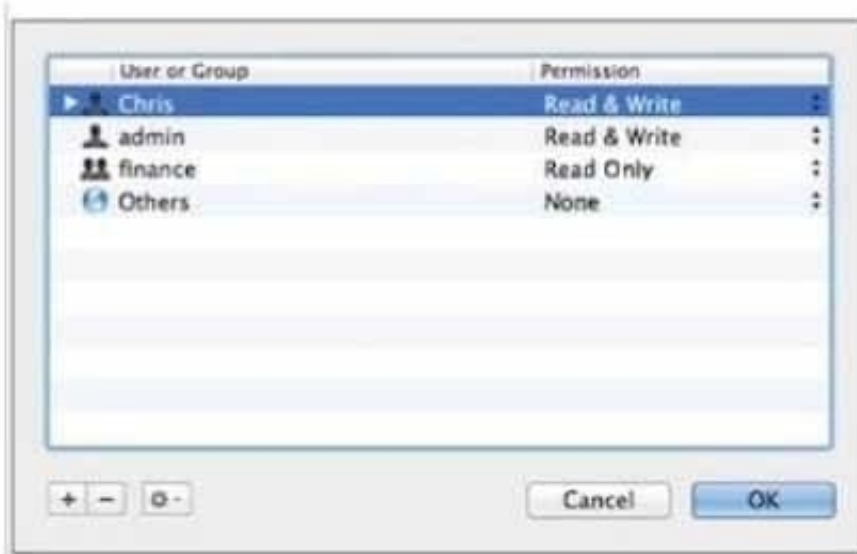 User or Group Permission
Chris Read & Write
admin Read & Write
finance Read Only
Others None
+ - Cancel OK